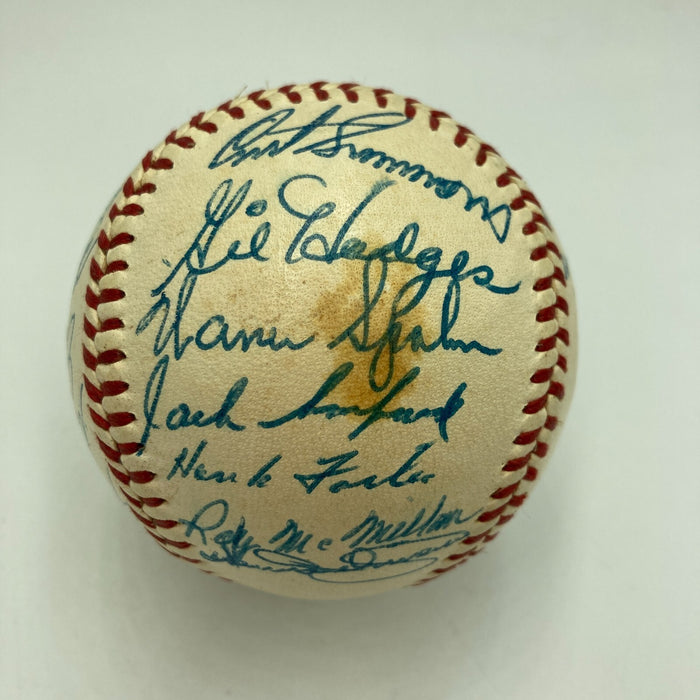 Curt Simmons
Gil Hodges
Warren Spahn
Jack Sanford
Hank Foiles
Roy McMillan